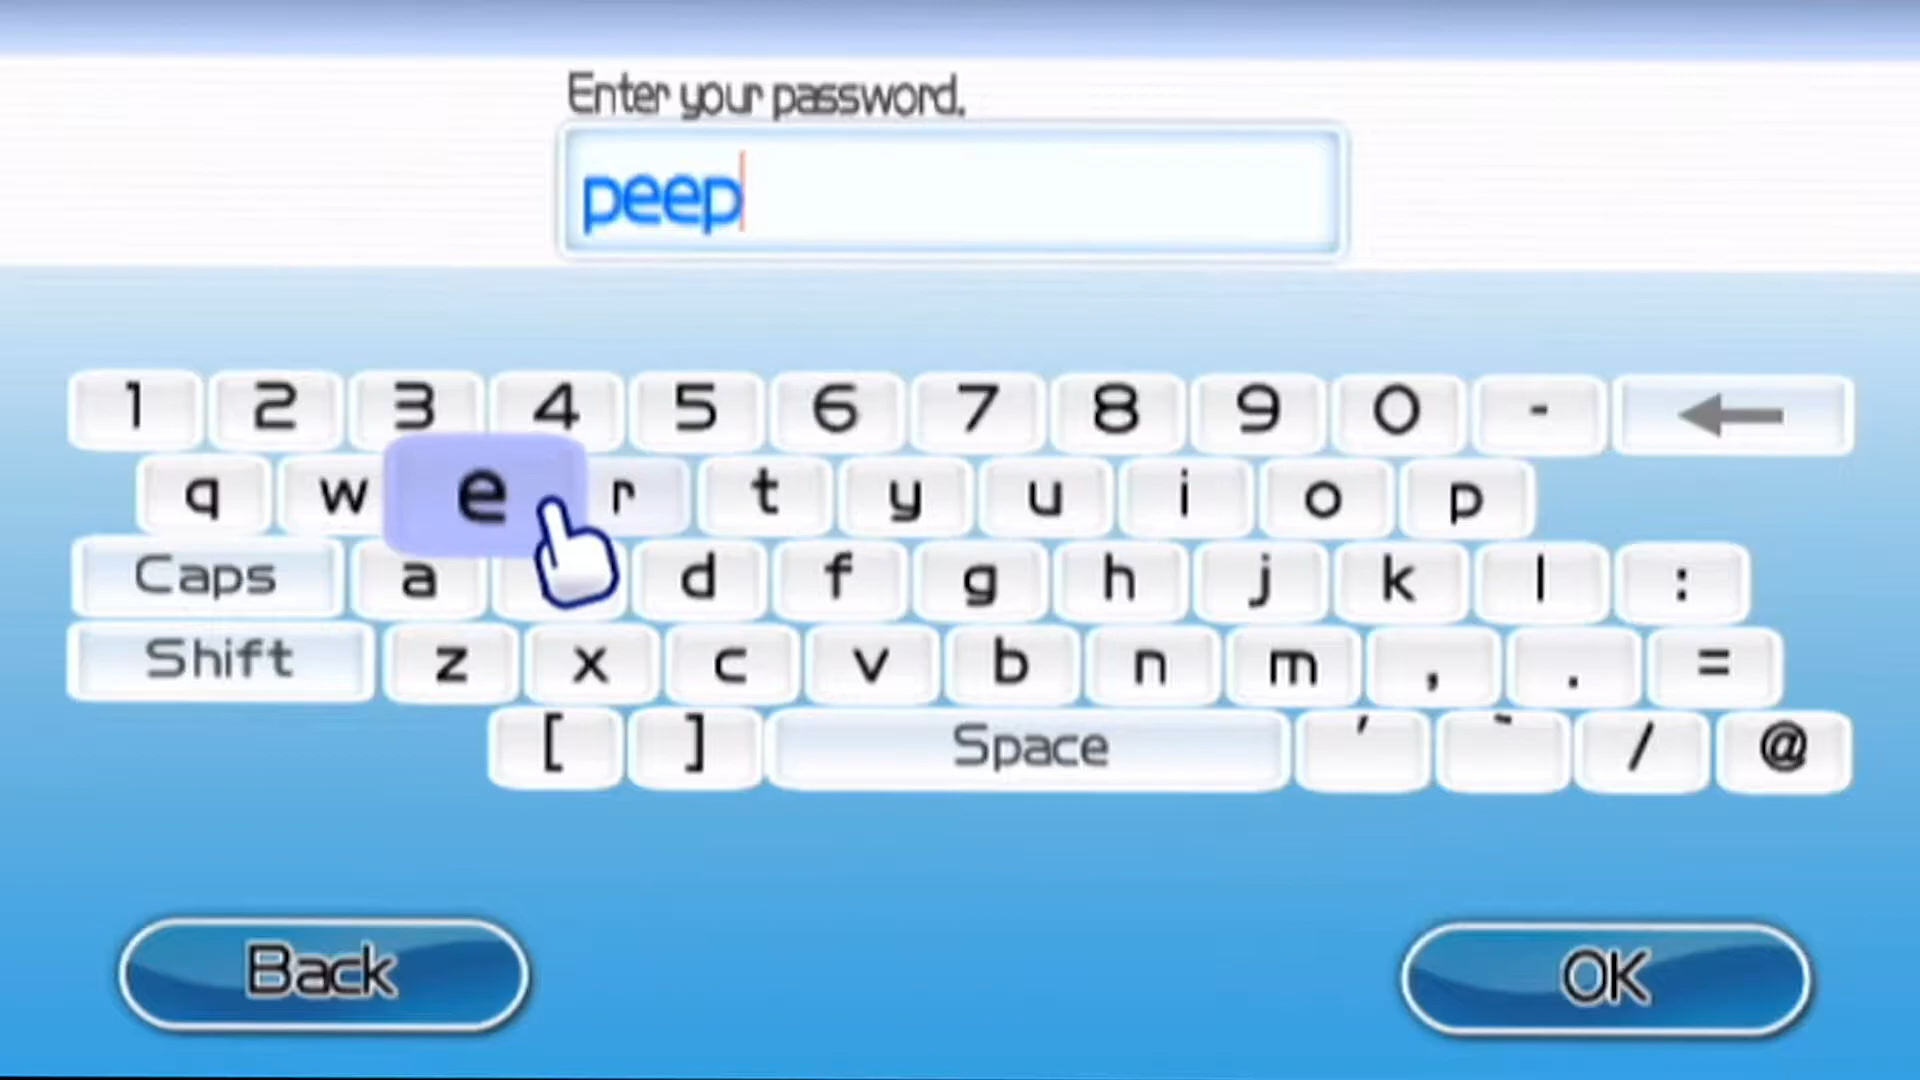 Enter your password.
peep
1 2 3 4 5 6 7 8 9 0 -
q w e r t y u i o p
Caps a d f g h j k l :
Shift z x c v b n m , . =
[ ] Space ' ~ / @
Back OK